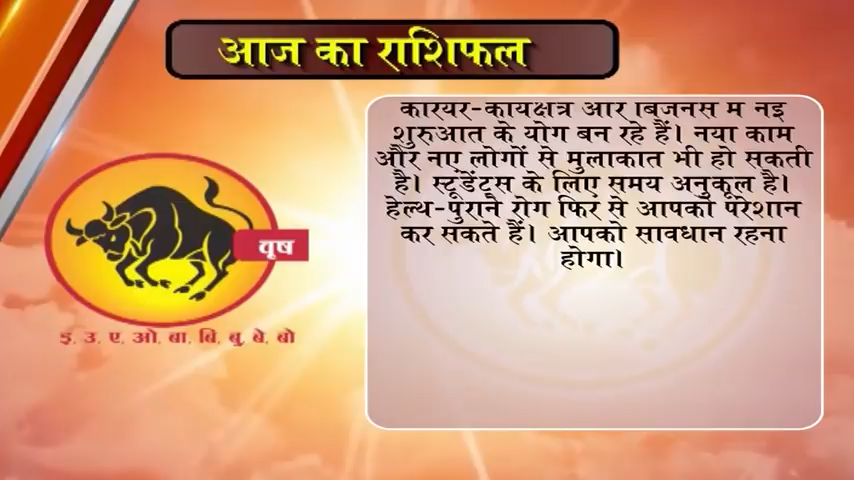 आज का राशिफल
वृष
इ, उ, ए, ओ, बा, बि, बु, बे, बो
करियर-कार्यक्षेत्र और बिजनेस में नई
शुरुआत के योग बन रहे हैं। नया काम
और नए लोगों से मुलाकात भी हो सकती
है। स्टूडेंट्स के लिए समय अनुकूल है।
हेल्थ-पुराने रोग फिर से आपको परेशान
कर सकते हैं। आपको सावधान रहना
होगा।